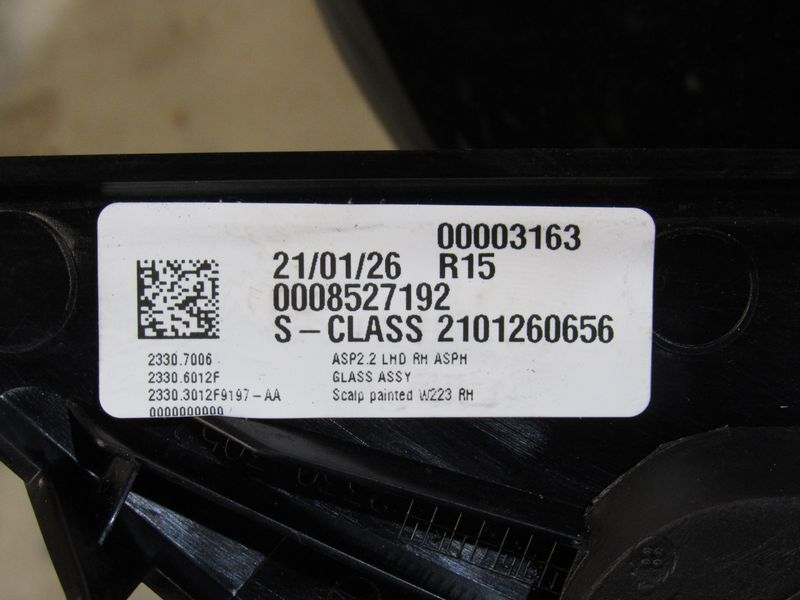 00003163
21/01/26 R15
0008527192
S-CLASS 2101260656
2330.7006 ASP2.2 LHD RH ASPH
2330.6012F GLASS ASSY
2330.3012F9197-AA Scalp painted W223 RH
0000000000